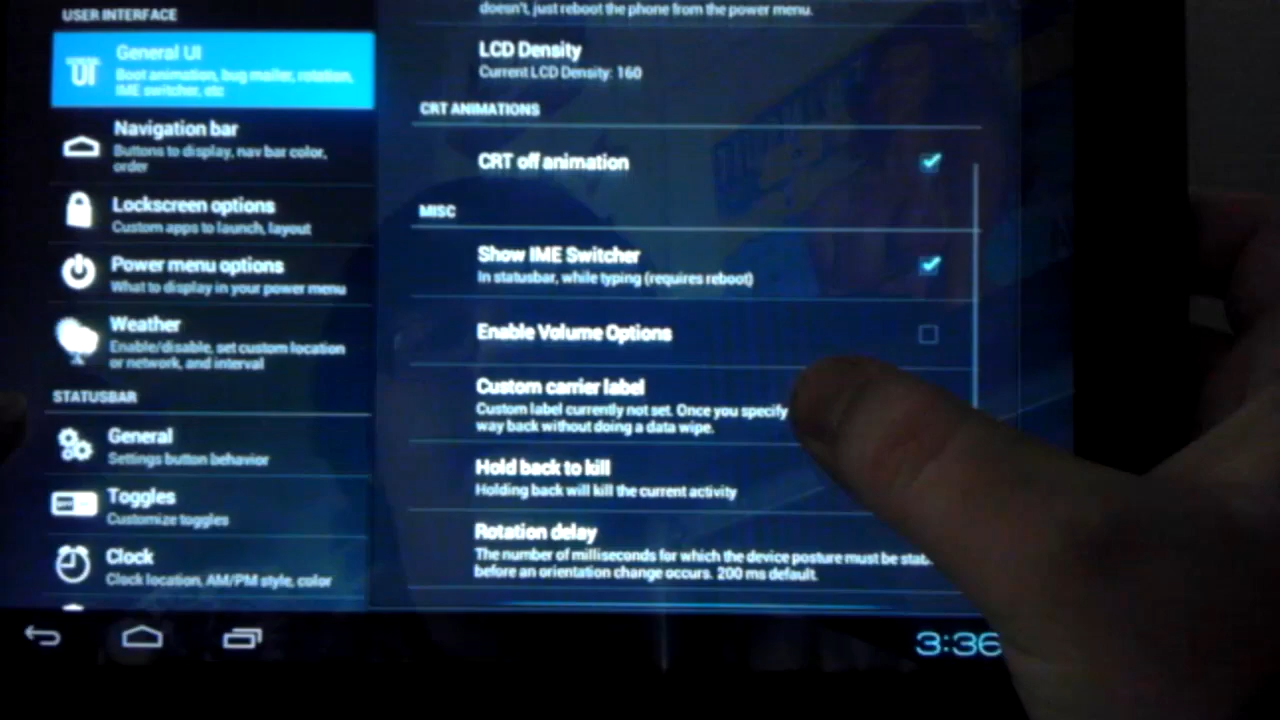 USER INTERFACE
General UI
Boot animation, bug mailer, rotation,
IME switcher, etc
Navigation bar
Buttons to display, nav bar color,
order
Lockscreen options
Custom apps to launch, layout
Power menu options
What to display in your power menu
Weather
Enable/disable, set custom location
or network, and interval
STATUSBAR
General
Settings button behavior
Toggles
Customize toggles
Clock
Clock location, AM/PM style, color
doesn't, just reboot the phone from the power menu.
LCD Density
Current LCD Density: 160
CRT ANIMATIONS
CRT off animation
MISC
Show IME Switcher
In statusbar, while typing (requires reboot)
Enable Volume Options
Custom carrier label
Custom label currently not set. Once you specify
way back without doing a data wipe.
Hold back to kill
Holding back will kill the current activity
Rotation delay
The number of milliseconds for which the device posture must be
before an orientation change occurs. 200 ms default.
3:36